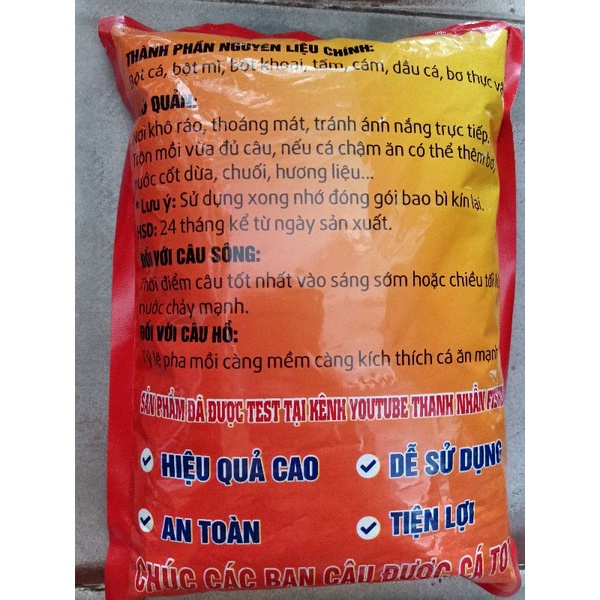 THÀNH PHẦN NGUYÊN LIỆU CHÍNH:
Bột cá, bột mì, bột khoai, tấm, cám, dầu cá, bơ thực
QUẢN:
khô ráo, thoáng mát, tránh ánh nắng trực tiếp.
Trộn mồi vừa đủ câu, nếu cá chậm ăn có thể thêm bơ,
nước cốt dừa, chuối, hương liệu...
* Lưu ý: Sử dụng xong nhớ đóng gói bao bì kín lại.
HSD: 24 tháng kể từ ngày sản xuất.
ĐỐI VỚI CÂU SÔNG:
Thời điểm câu tốt nhất vào sáng sớm hoặc chiều tối
nước chảy mạnh.
ĐỐI VỚI CÂU HỒ:
Tỷ lệ pha mồi càng mềm càng kích thích cá ăn mạnh
SẢN PHẨM ĐÃ ĐƯỢC TEST TẠI KÊNH YOUTUBE THANH NHÂN
HIỆU QUẢ CAO
DỄ SỬ DỤNG
AN TOÀN
TIỆN LỢI
CHÚC CÁC BẠN CÂU ĐƯỢC CÁ